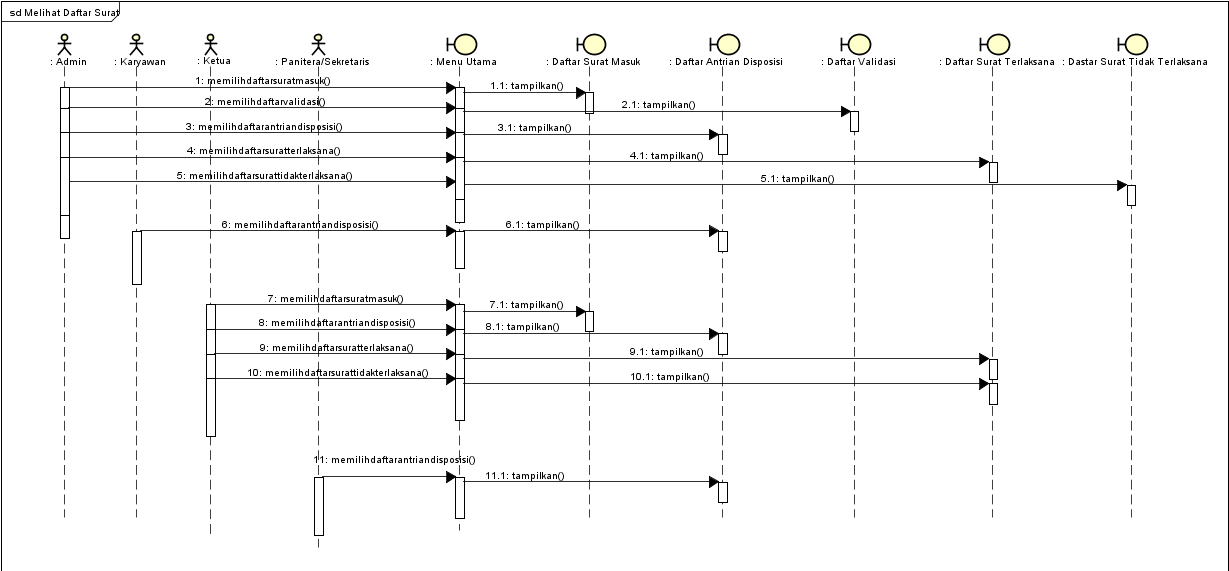 sd Melihat Daftar Surat
: Admin
: Karyawan
: Ketua
: Panitera/Sekretaris
: Menu Utama
: Daftar Surat Masuk
: Daftar Antrian Disposisi
: Daftar Validasi
: Daftar Surat Terlaksana
: Dastar Surat Tidak Terlaksana
1: memilihdaftarsuratmasuk()
1.1: tampilkan()
2: memilihdaftarvalidasi()
2.1: tampilkan()
3: memilihdaftarantriandisposisi()
3.1: tampilkan()
4: memilihdaftarsuratterlaksana()
4.1: tampilkan()
5: memilihdaftarsurattidakterlaksana()
5.1: tampilkan()
6: memilihdaftarantriandisposisi()
6.1: tampilkan()
7: memilihdaftarsuratmasuk()
7.1: tampilkan()
8: memilihdaftarantriandisposisi()
8.1: tampilkan()
9: memilihdaftarsuratterlaksana()
9.1: tampilkan()
10: memilihdaftarsurattidakterlaksana()
10.1: tampilkan()
11: memilihdaftarantriandisposisi()
11.1: tampilkan()